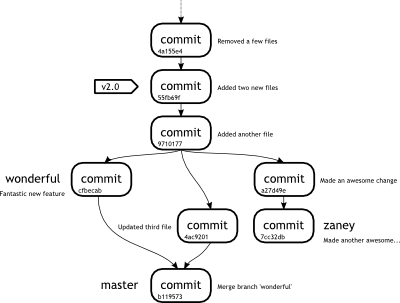 commit
4a155e4
Removed a few files
v2.0
commit
55fb69f
Added two new files
commit
9710177
Added another file
wonderful
Fantastic new feature
commit
cfbecab
commit
a27d49e
Made an awesome change
Updated third file
commit
4ac9201
commit
7cc32db
zaney
Made another awesome...
master
commit
b119573
Merge branch 'wonderful'